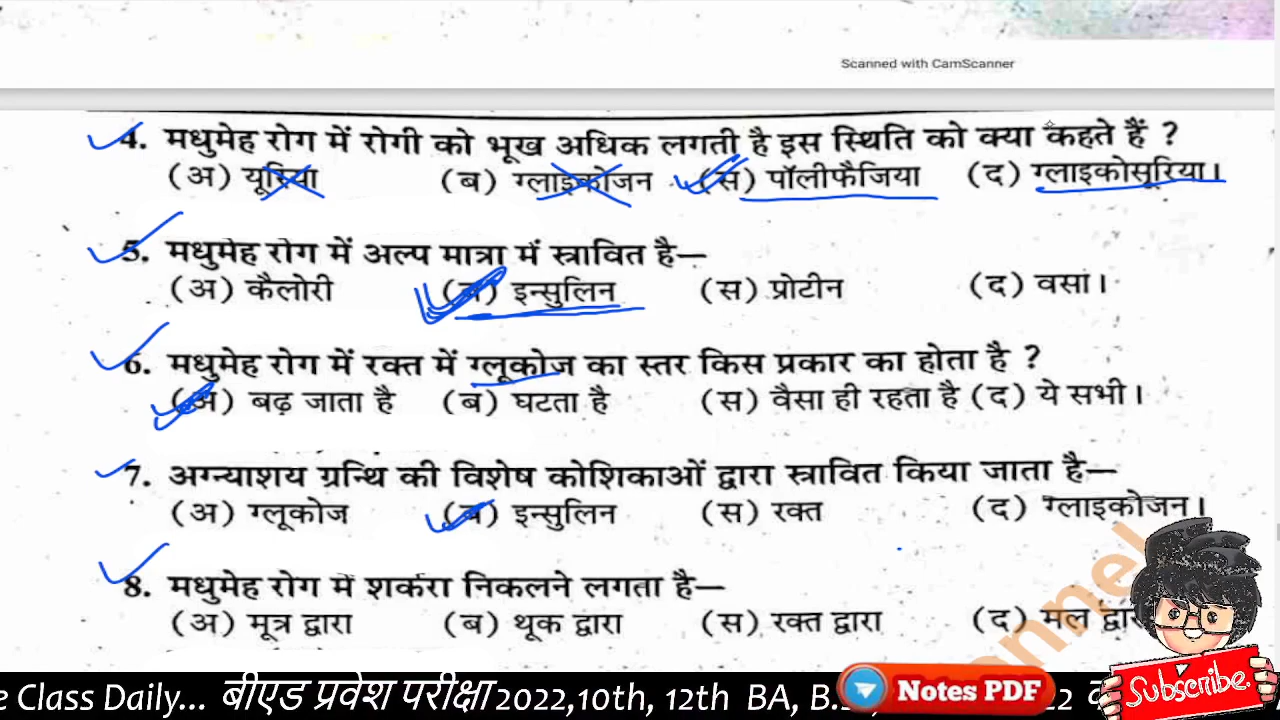 Scanned with CamScanner
4. मधुमेह रोग में रोगी को भूख अधिक लगती है इस स्थिति को क्या कहते हैं ?
(अ) यूरिया (ब) ग्लाइकोजन (स) पॉलीफैजिया (द) ग्लाइकोसूरिया।
5. मधुमेह रोग में अल्प मात्रा में स्त्रावित है—
(अ) कैलोरी (ब) इन्सुलिन (स) प्रोटीन (द) वसा।
6. मधुमेह रोग में रक्त में ग्लूकोज का स्तर किस प्रकार का होता है ?
(अ) बढ़ जाता है (ब) घटता है (स) वैसा ही रहता है (द) ये सभी।
7. अग्न्याशय ग्रन्थि की विशेष कोशिकाओं द्वारा स्त्रावित किया जाता है—
(अ) ग्लूकोज (ब) इन्सुलिन (स) रक्त (द) ग्लाइकोजन।
8. मधुमेह रोग में शर्करा निकलने लगता है—
(अ) मूत्र द्वारा (ब) थूक द्वारा (स) रक्त द्वारा (द) मल
e Class Daily... बीएड प्रवेश परीक्षा 2022,10th, 12th BA, B. Notes PDF
Subscribe.